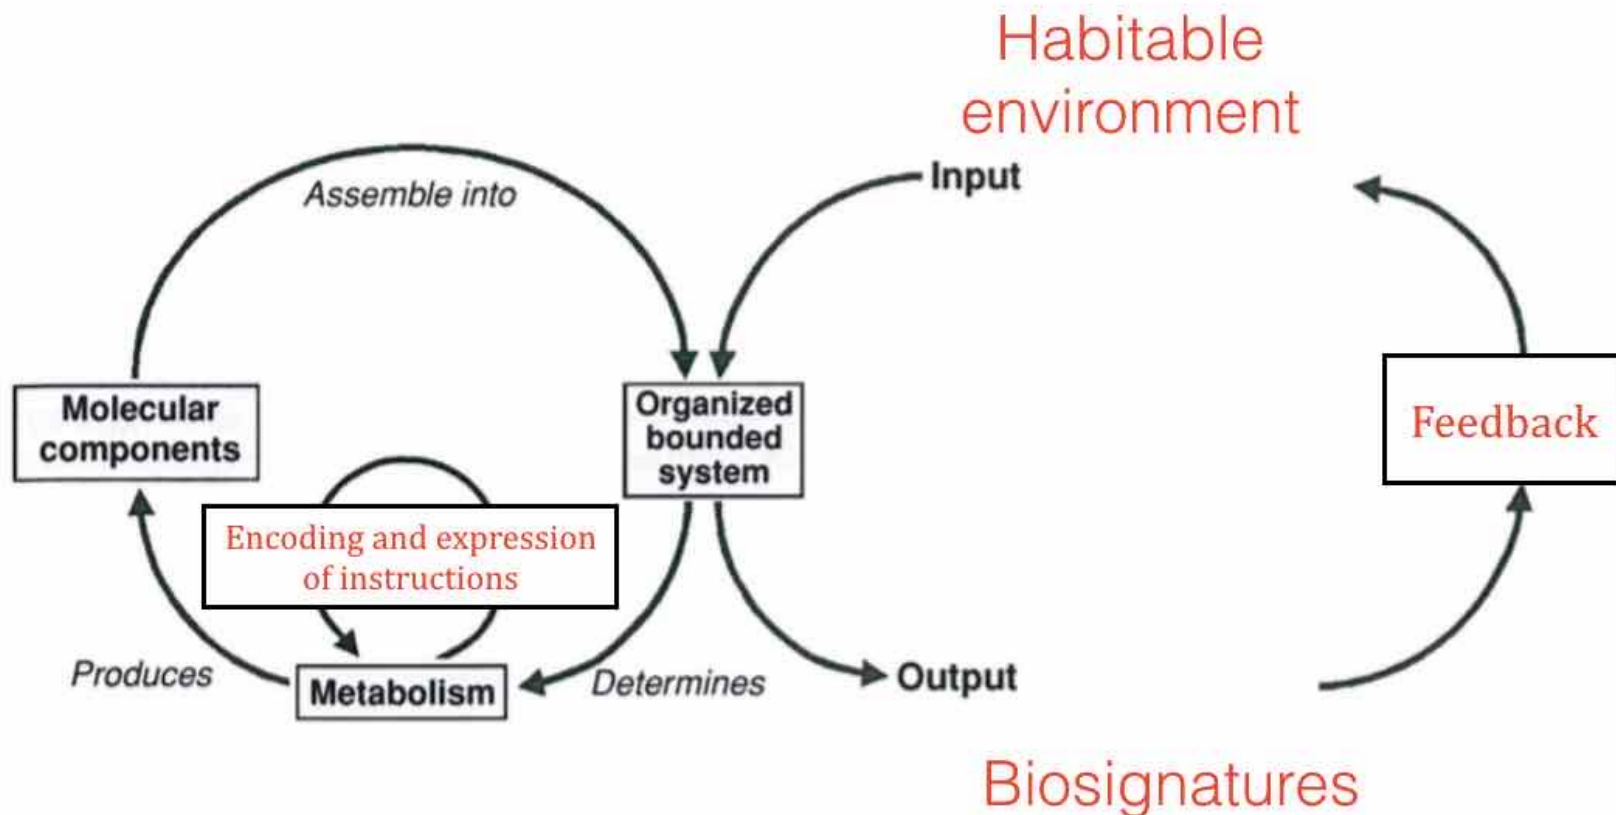 Habitable
environment
Assemble into
Input
Molecular
components
Organized
bounded
system
Feedback
Encoding and expression
of instructions
Produces
Metabolism
Determines
Output
Biosignatures